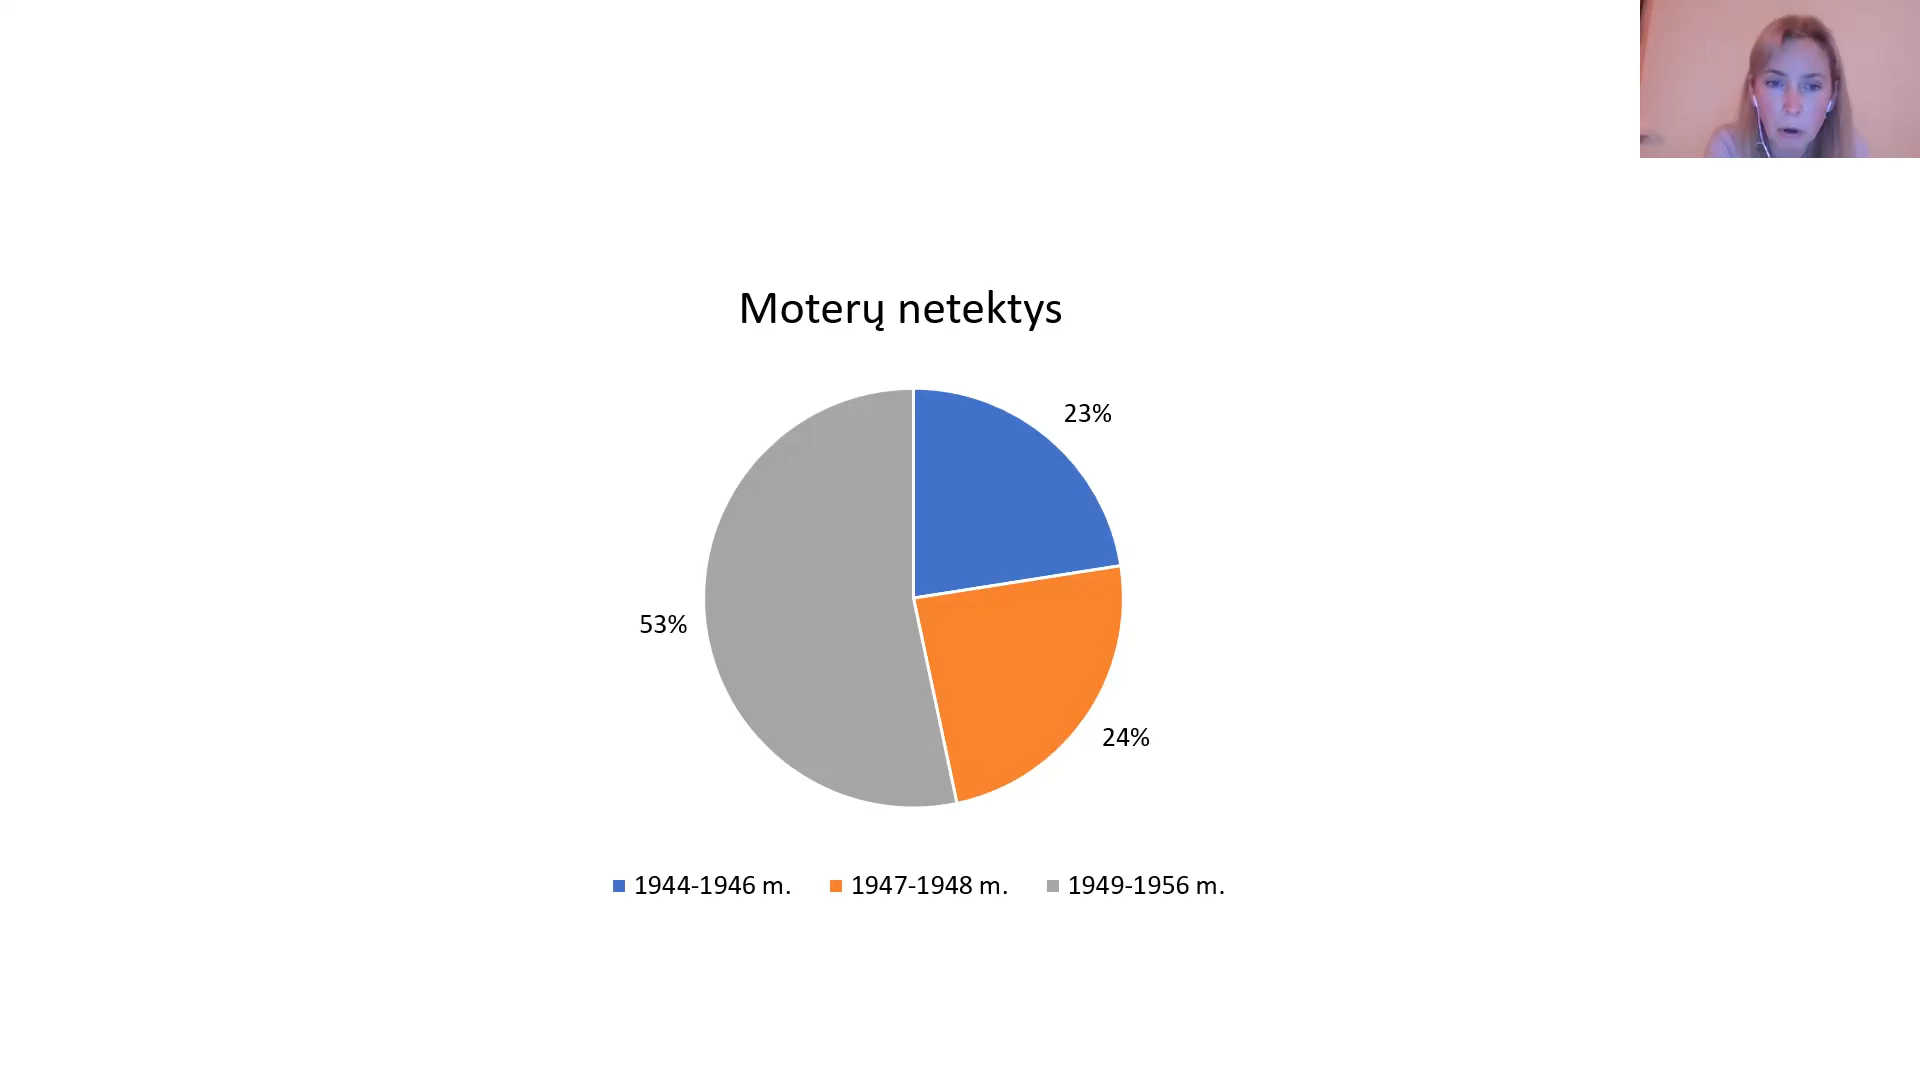 Moterų netektys
23%
53%
24%
1944-1946 m.
1947-1948 m.
1949-1956 m.